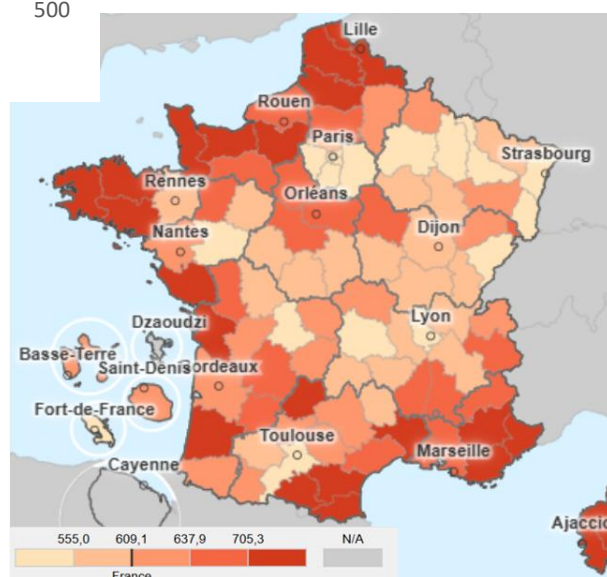 500
Lille
Rouen
Paris
Strasbourg
Rennes
Orléans
Nantes
Dijon
Dzaoudzi
Lyon
Basse-Terre
Saint-Denis
ordeaux
Fort-de-France
Toulouse
Marseille
Cayenne
Ajaccio
555,0 609,1 637,9 705,3 N/A
France